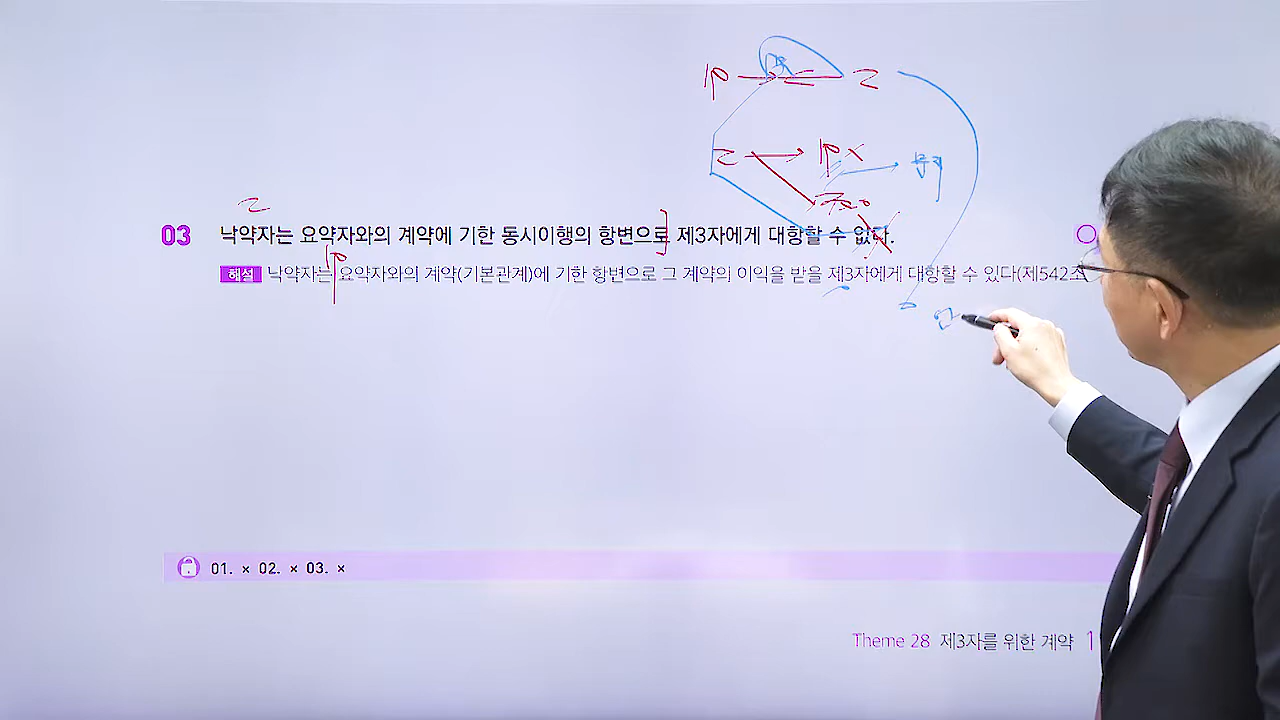 03 낙약자는 요약자와의 계약에 기한 동시이행의 항변으로 제3자에게 대항할 수 없다.
해설 낙약자는 요약자와의 계약(기본관계)에 기한 항변으로 그 계약의 이익을 받을 제3자에게 대항할 수 있다(제542조
01. × 02. × 03. ×
Theme 28 제3자를 위한 계약